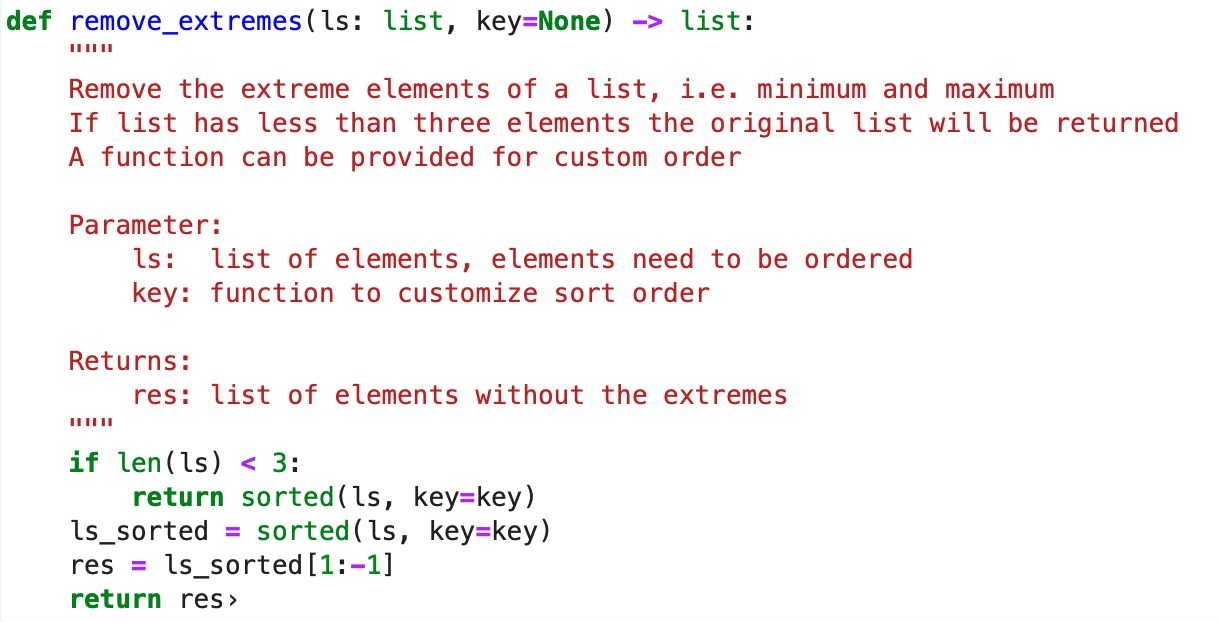 def remove_extremes(ls: list, key=None) -> list:
    """
    Remove the extreme elements of a list, i.e. minimum and maximum
    If list has less than three elements the original list will be returned
    A function can be provided for custom order

    Parameter:
        ls:  list of elements, elements need to be ordered
        key: function to customize sort order

    Returns:
        res: list of elements without the extremes
    """
    if len(ls) < 3:
        return sorted(ls, key=key)
    ls_sorted = sorted(ls, key=key)
    res = ls_sorted[1:-1]
    return res›